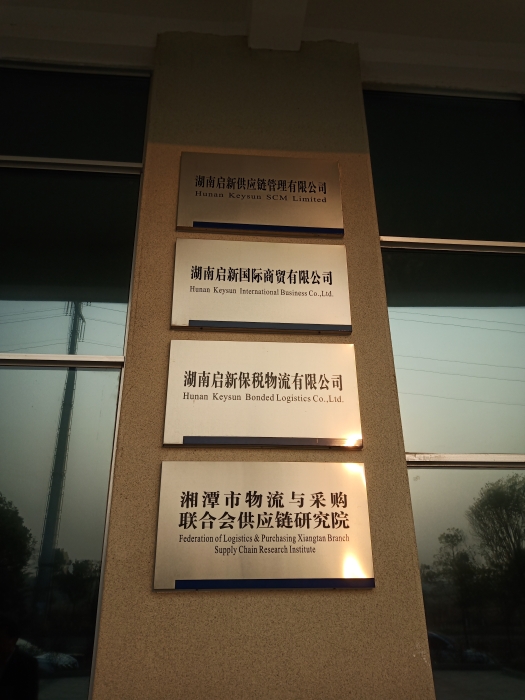 湖南启新供应链管理有限公司
Hunan Keysun SCM Limited
湖南启新国际商贸有限公司
Hunan Keysun International Business Co.,Ltd.
湖南启新保税物流有限公司
Hunan Keysun Bonded Logistics Co.,Ltd.
湘潭市物流与采购
联合会供应链研究院
Federation of Logistics & Purchasing Xiangtan Branch
Supply Chain Research Institute